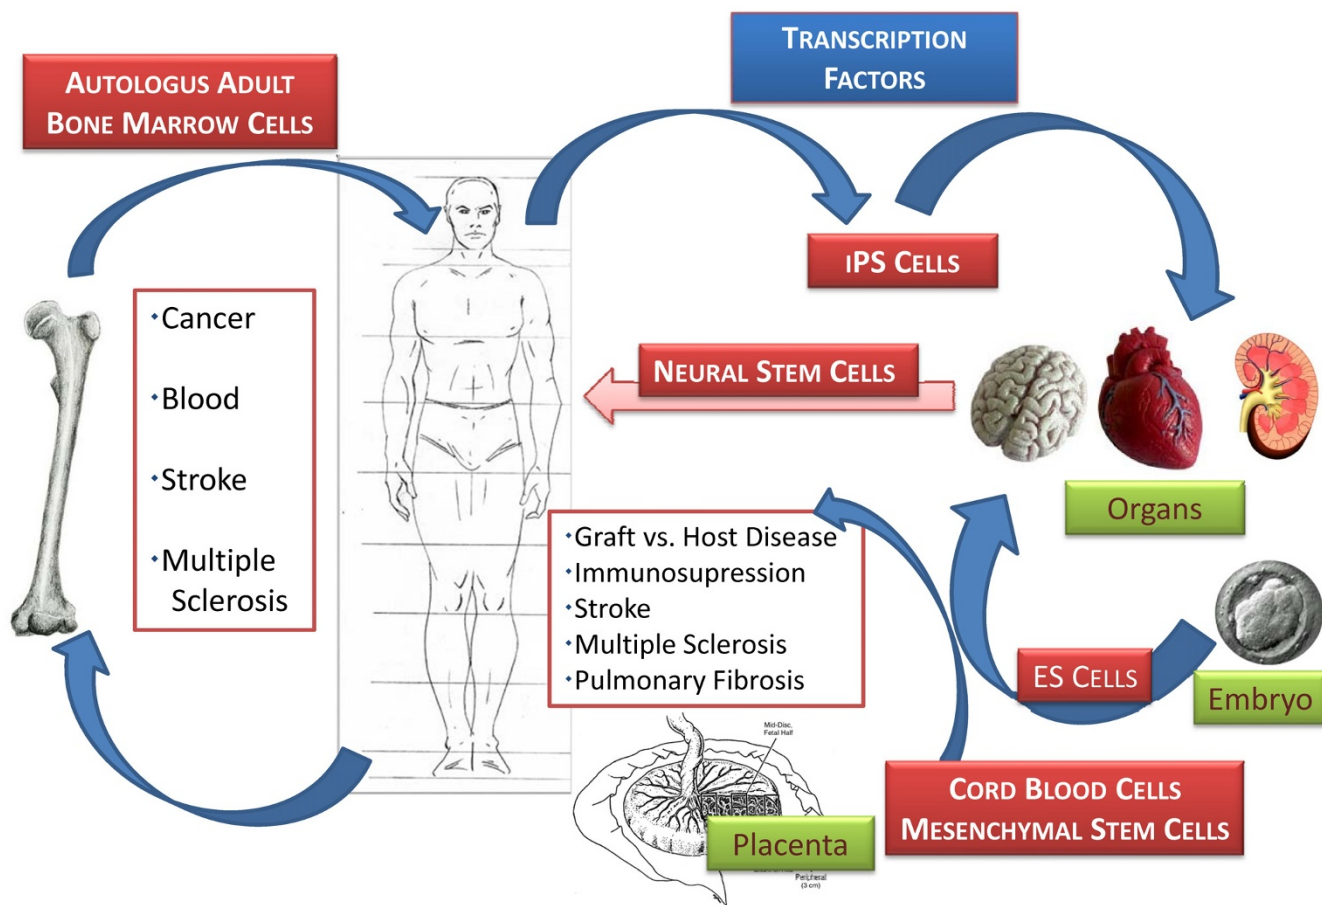 TRANSCRIPTION
FACTORS
AUTOLOGUS ADULT
BONE MARROW CELLS
IPS CELLS
· Cancer
· Blood
· Stroke
· Multiple
Sclerosis
NEURAL STEM CELLS
Organs
· Graft vs. Host Disease
· Immunosupression
· Stroke
· Multiple Sclerosis
· Pulmonary Fibrosis
ES CELLS
Embryo
Mid-Disc.
Fetal Half
CORD BLOOD CELLS
MESENCHYMAL STEM CELLS
Placenta
Peripheral
(3 cm)